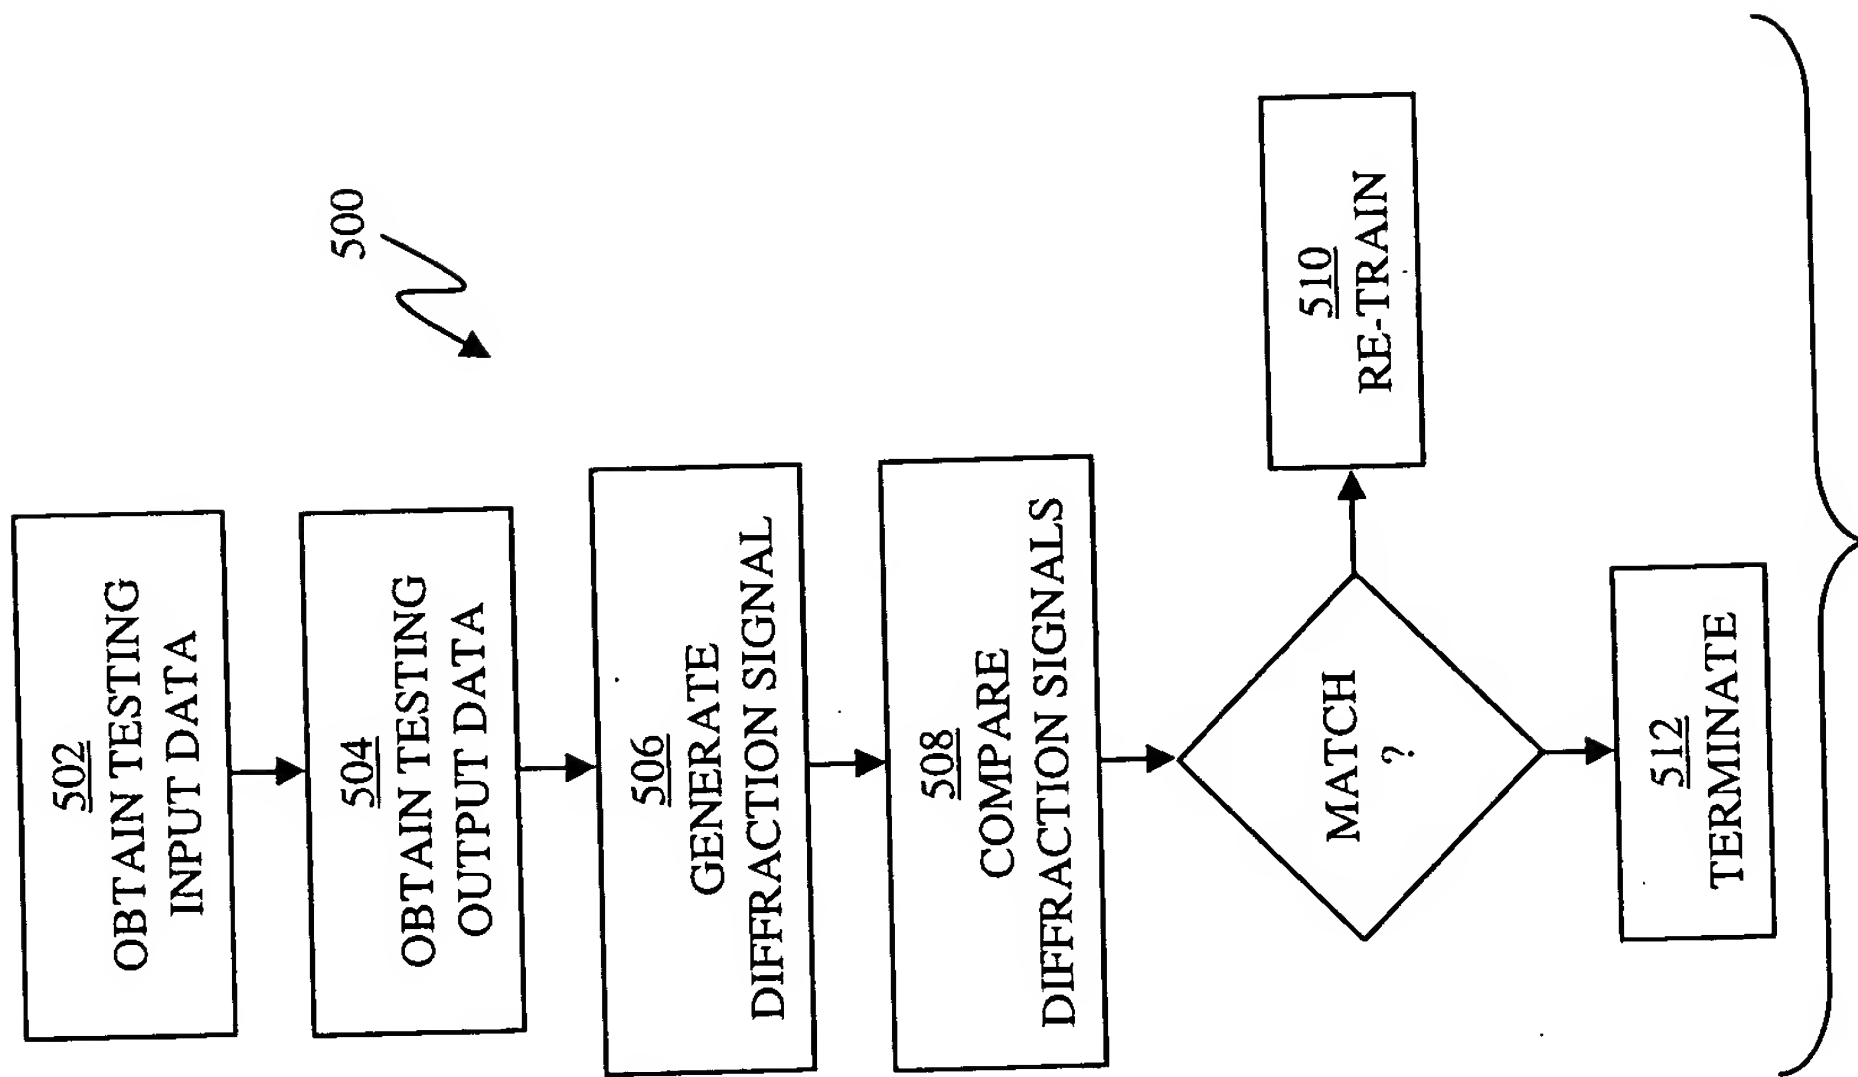 500
502
OBTAIN TESTING
INPUT DATA
504
OBTAIN TESTING
OUTPUT DATA
506
GENERATE
DIFFRACTION SIGNAL
508
COMPARE
DIFFRACTION SIGNALS
MATCH
?
510
RE-TRAIN
512
TERMINATE